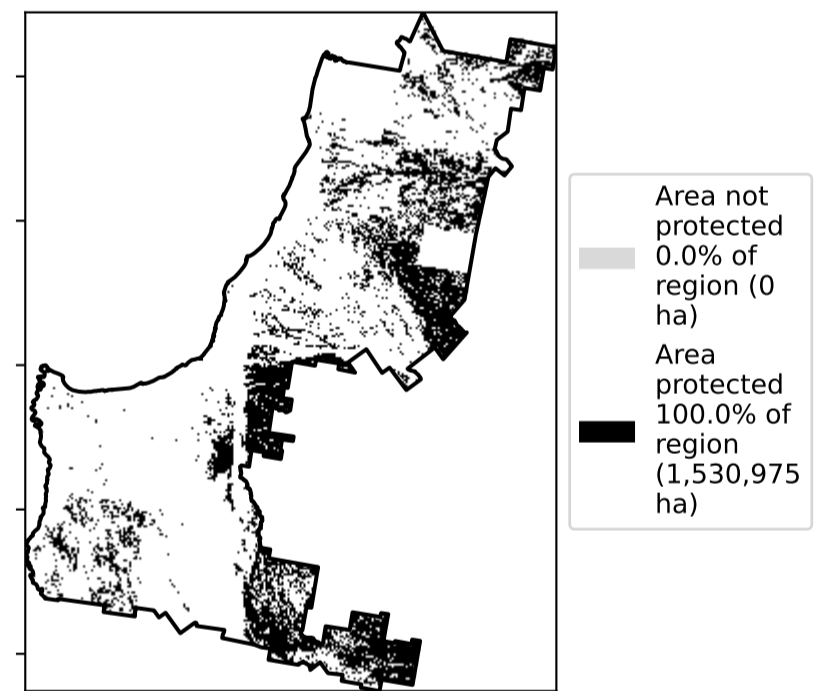 Area not
protected
0.0% of
region (0
ha)
Area
protected
100.0% of
region
(1,530,975
ha)